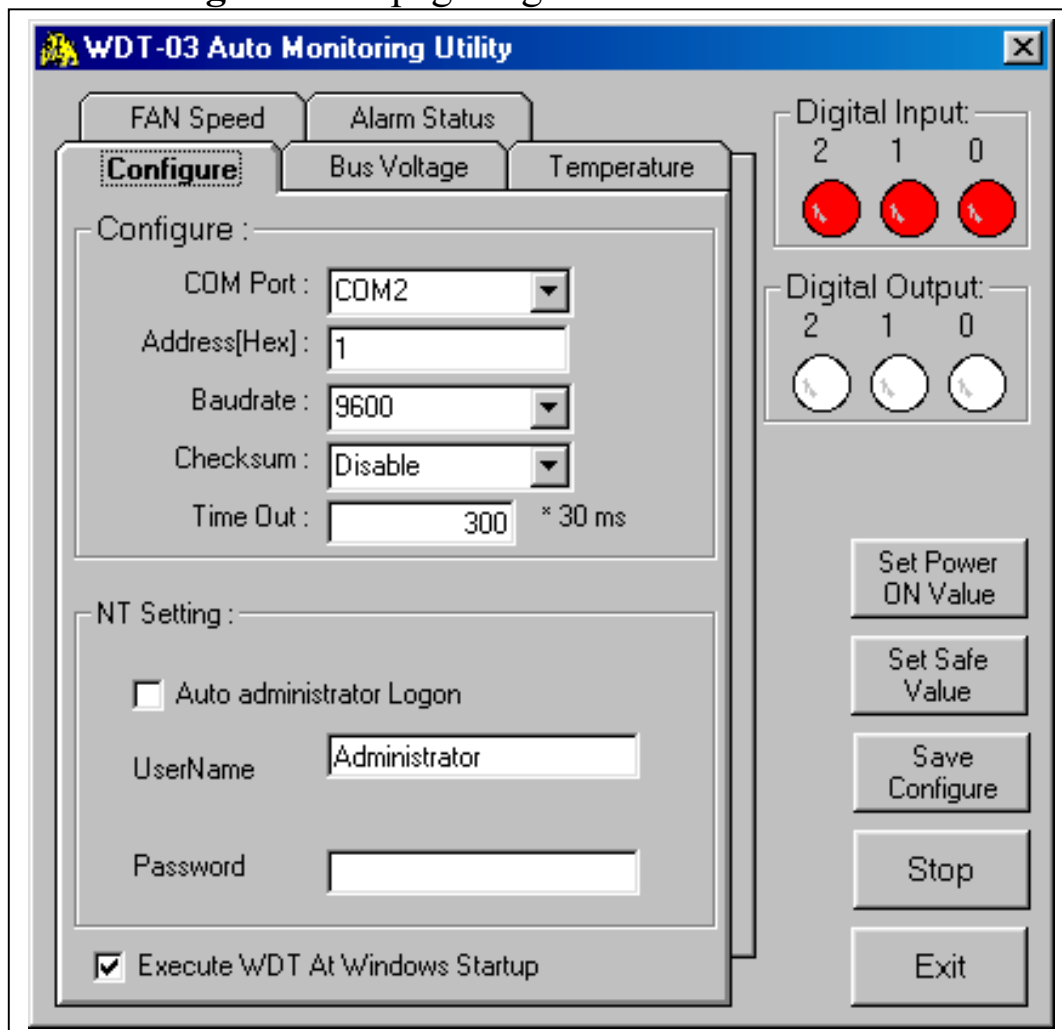 WDT-03 Auto Monitoring Utility
FAN Speed Alarm Status
Configure Bus Voltage Temperature
Configure :
COM Port : COM2
Address[Hex] : 1
Baudrate : 9600
Checksum : Disable
Time Out : 300 * 30 ms
NT Setting :
Auto administrator Logon
UserName Administrator
Password
Execute WDT At Windows Startup
Digital Input:
2 1 0
Digital Output:
2 1 0
Set Power
ON Value
Set Safe
Value
Save
Configure
Stop
Exit